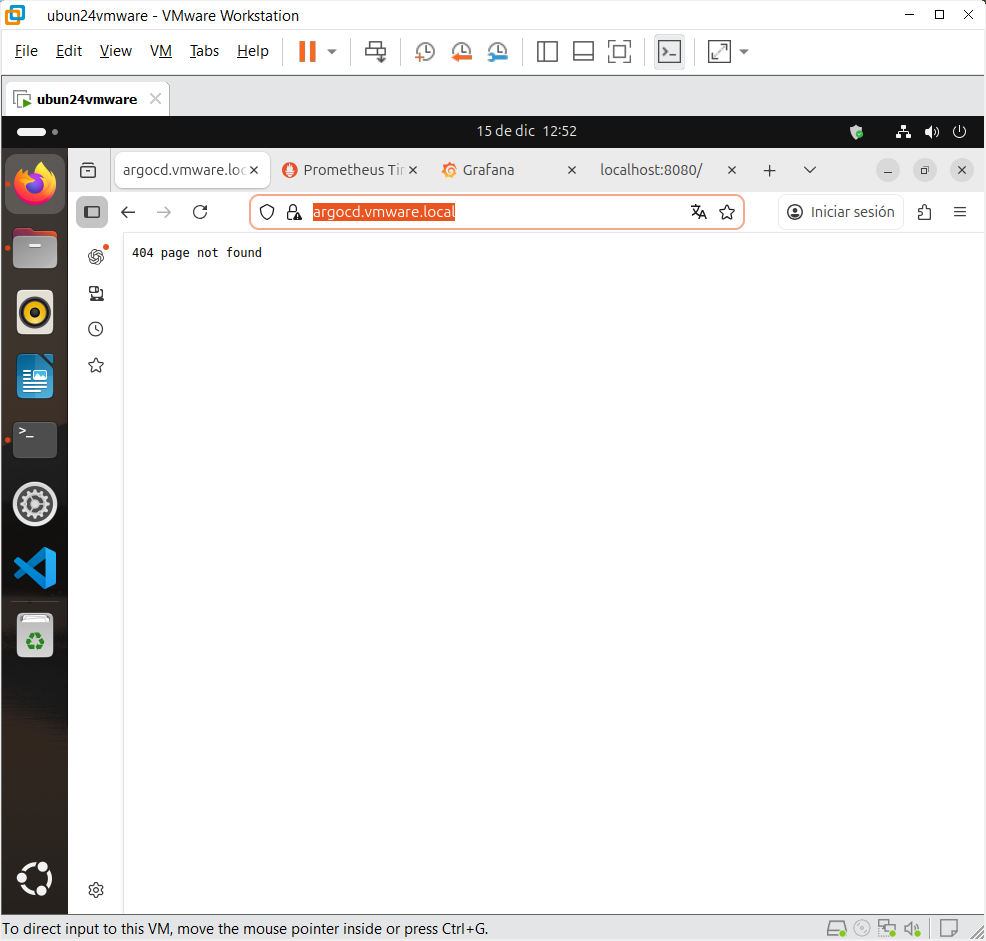 ubun24vmware - VMware Workstation
File Edit View VM Tabs Help
ubun24vmware
15 de dic 12:52
argocd.vmware.loc
Prometheus Tir
Grafana
localhost:8080/
argocd.vmware.local
Iniciar sesión
404 page not found
>_
To direct input to this VM, move the mouse pointer inside or press Ctrl+G.